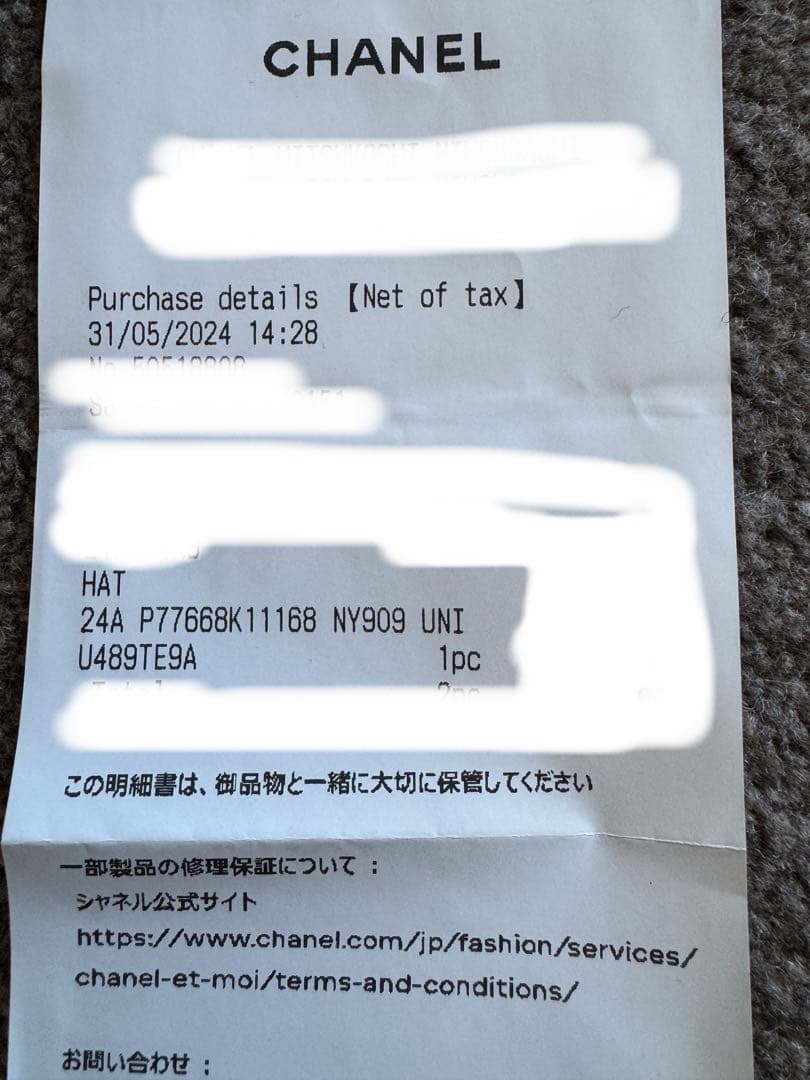 CHANEL
Purchase details 【Net of tax】
31/05/2024 14:28
HAT
24A P77668K11168 NY909 UNI
U489TE9A 1pc
この明細書は、御品物と一緒に大切に保管してください
一部製品の修理保証について :
シャネル公式サイト
https://www.chanel.com/jp/fashion/services/
chanel-et-moi/terms-and-conditions/
お問い合わせ :